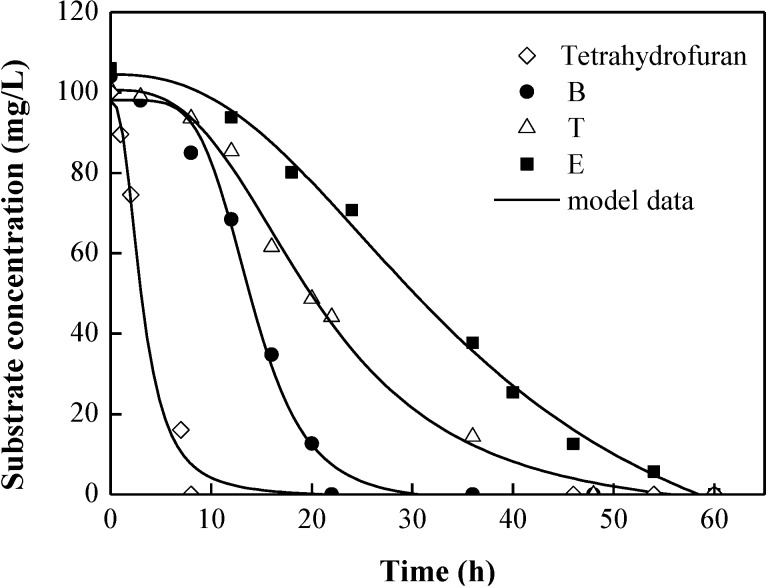 120
100
80
60
40
20
0
Substrate concentration (mg/L)
Tetrahydrofuran
B
T
E
model data
0 10 20 30 40 50 60
Time (h)